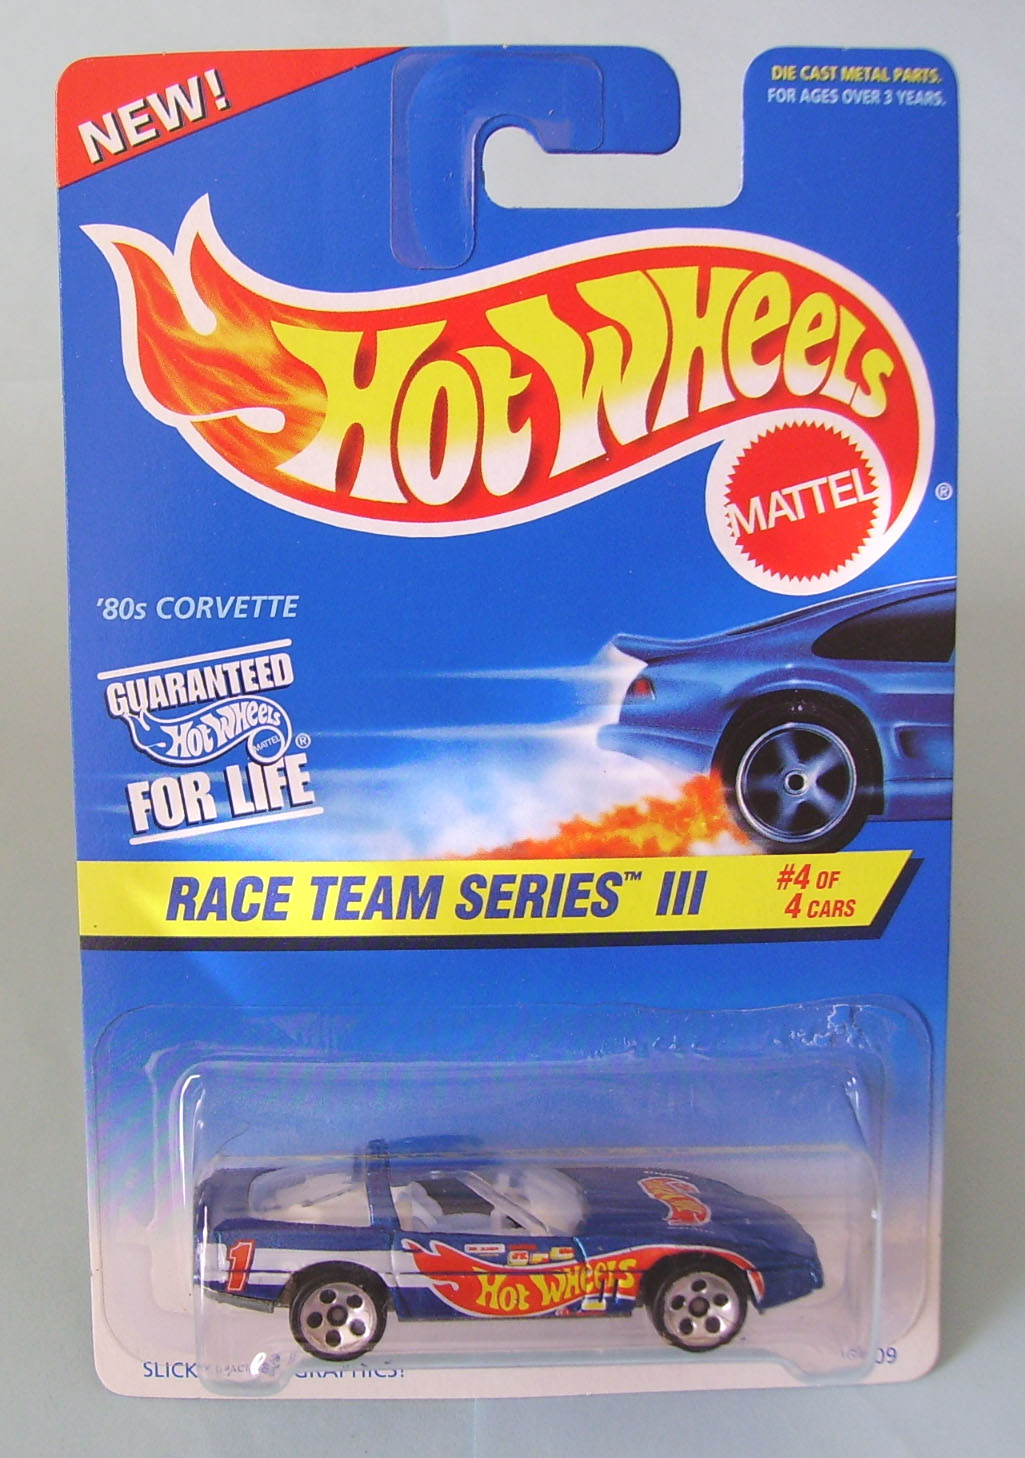 NEW!
DIE CAST METAL PARTS.
FOR AGES OVER 3 YEARS.
Hot Wheels
MATTEL
®
'80s CORVETTE
GUARANTEED
Hot Wheels
MATTEL ®
FOR LIFE
RACE TEAM SERIES™ III
#4 OF
4 CARS
1
Hot Wheels
SLICK GRAPHICS!